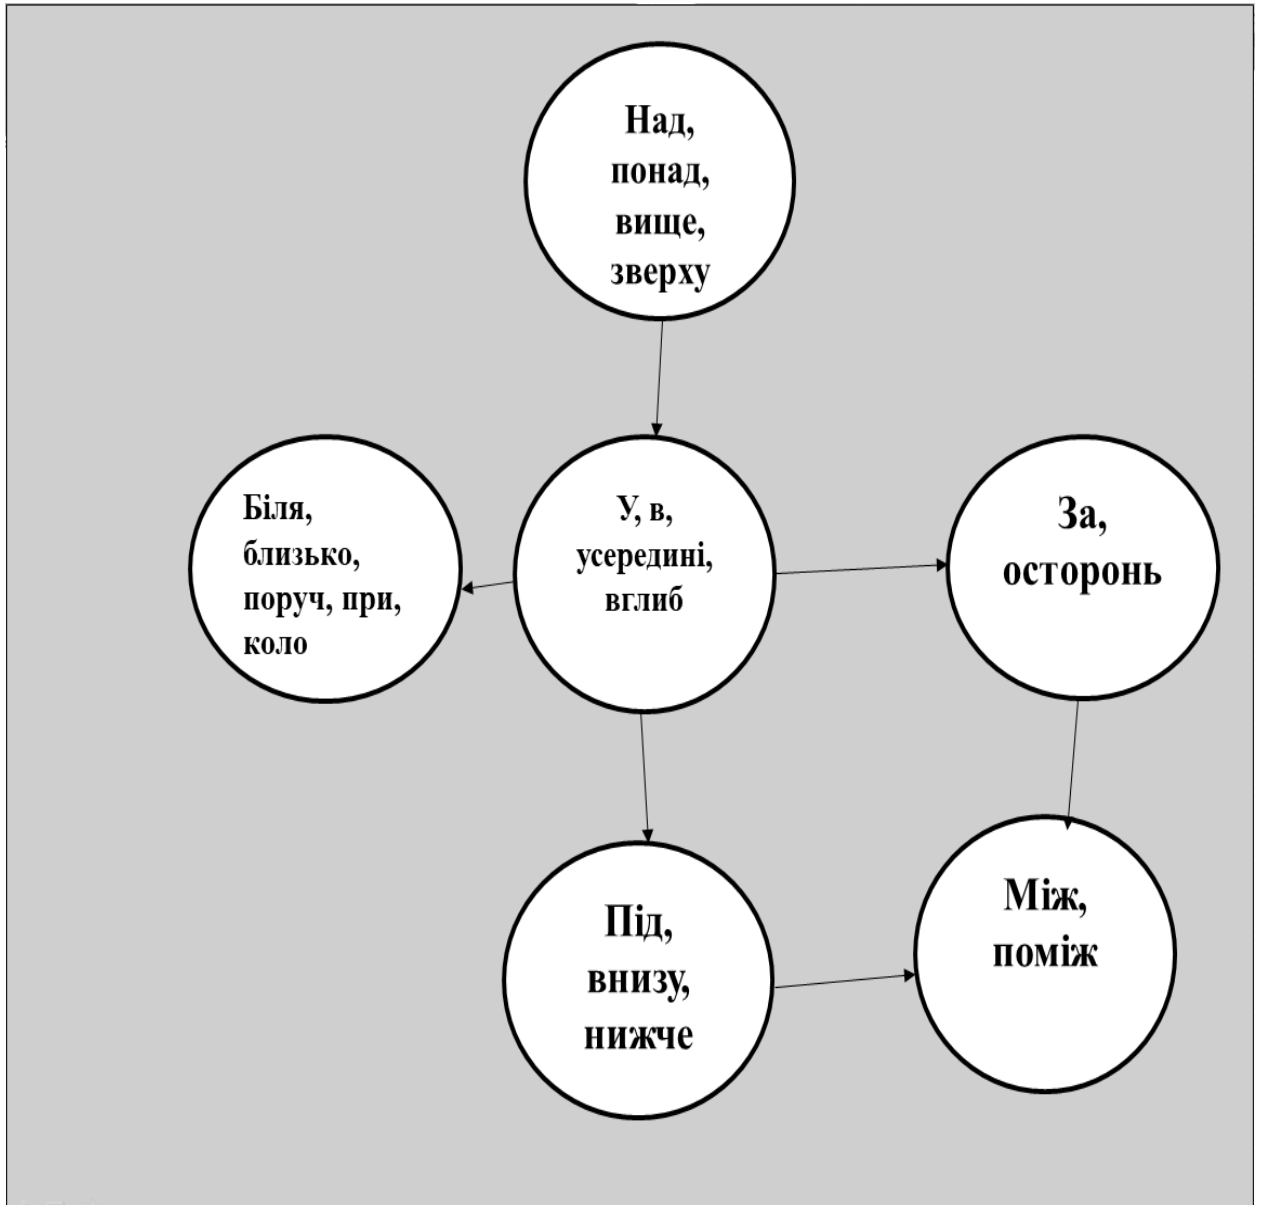 Над,
понад,
вище,
зверху
Біля,
близько,
поруч, при,
коло
У, в,
усередині,
вглиб
За,
осторонь
Під,
внизу,
нижче
Між,
поміж